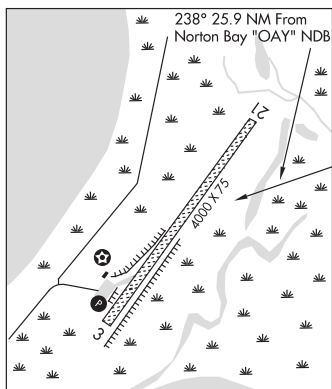 238° 25.9 NM From
Norton Bay "OAY" NDB
21
4000 X 75
P
3